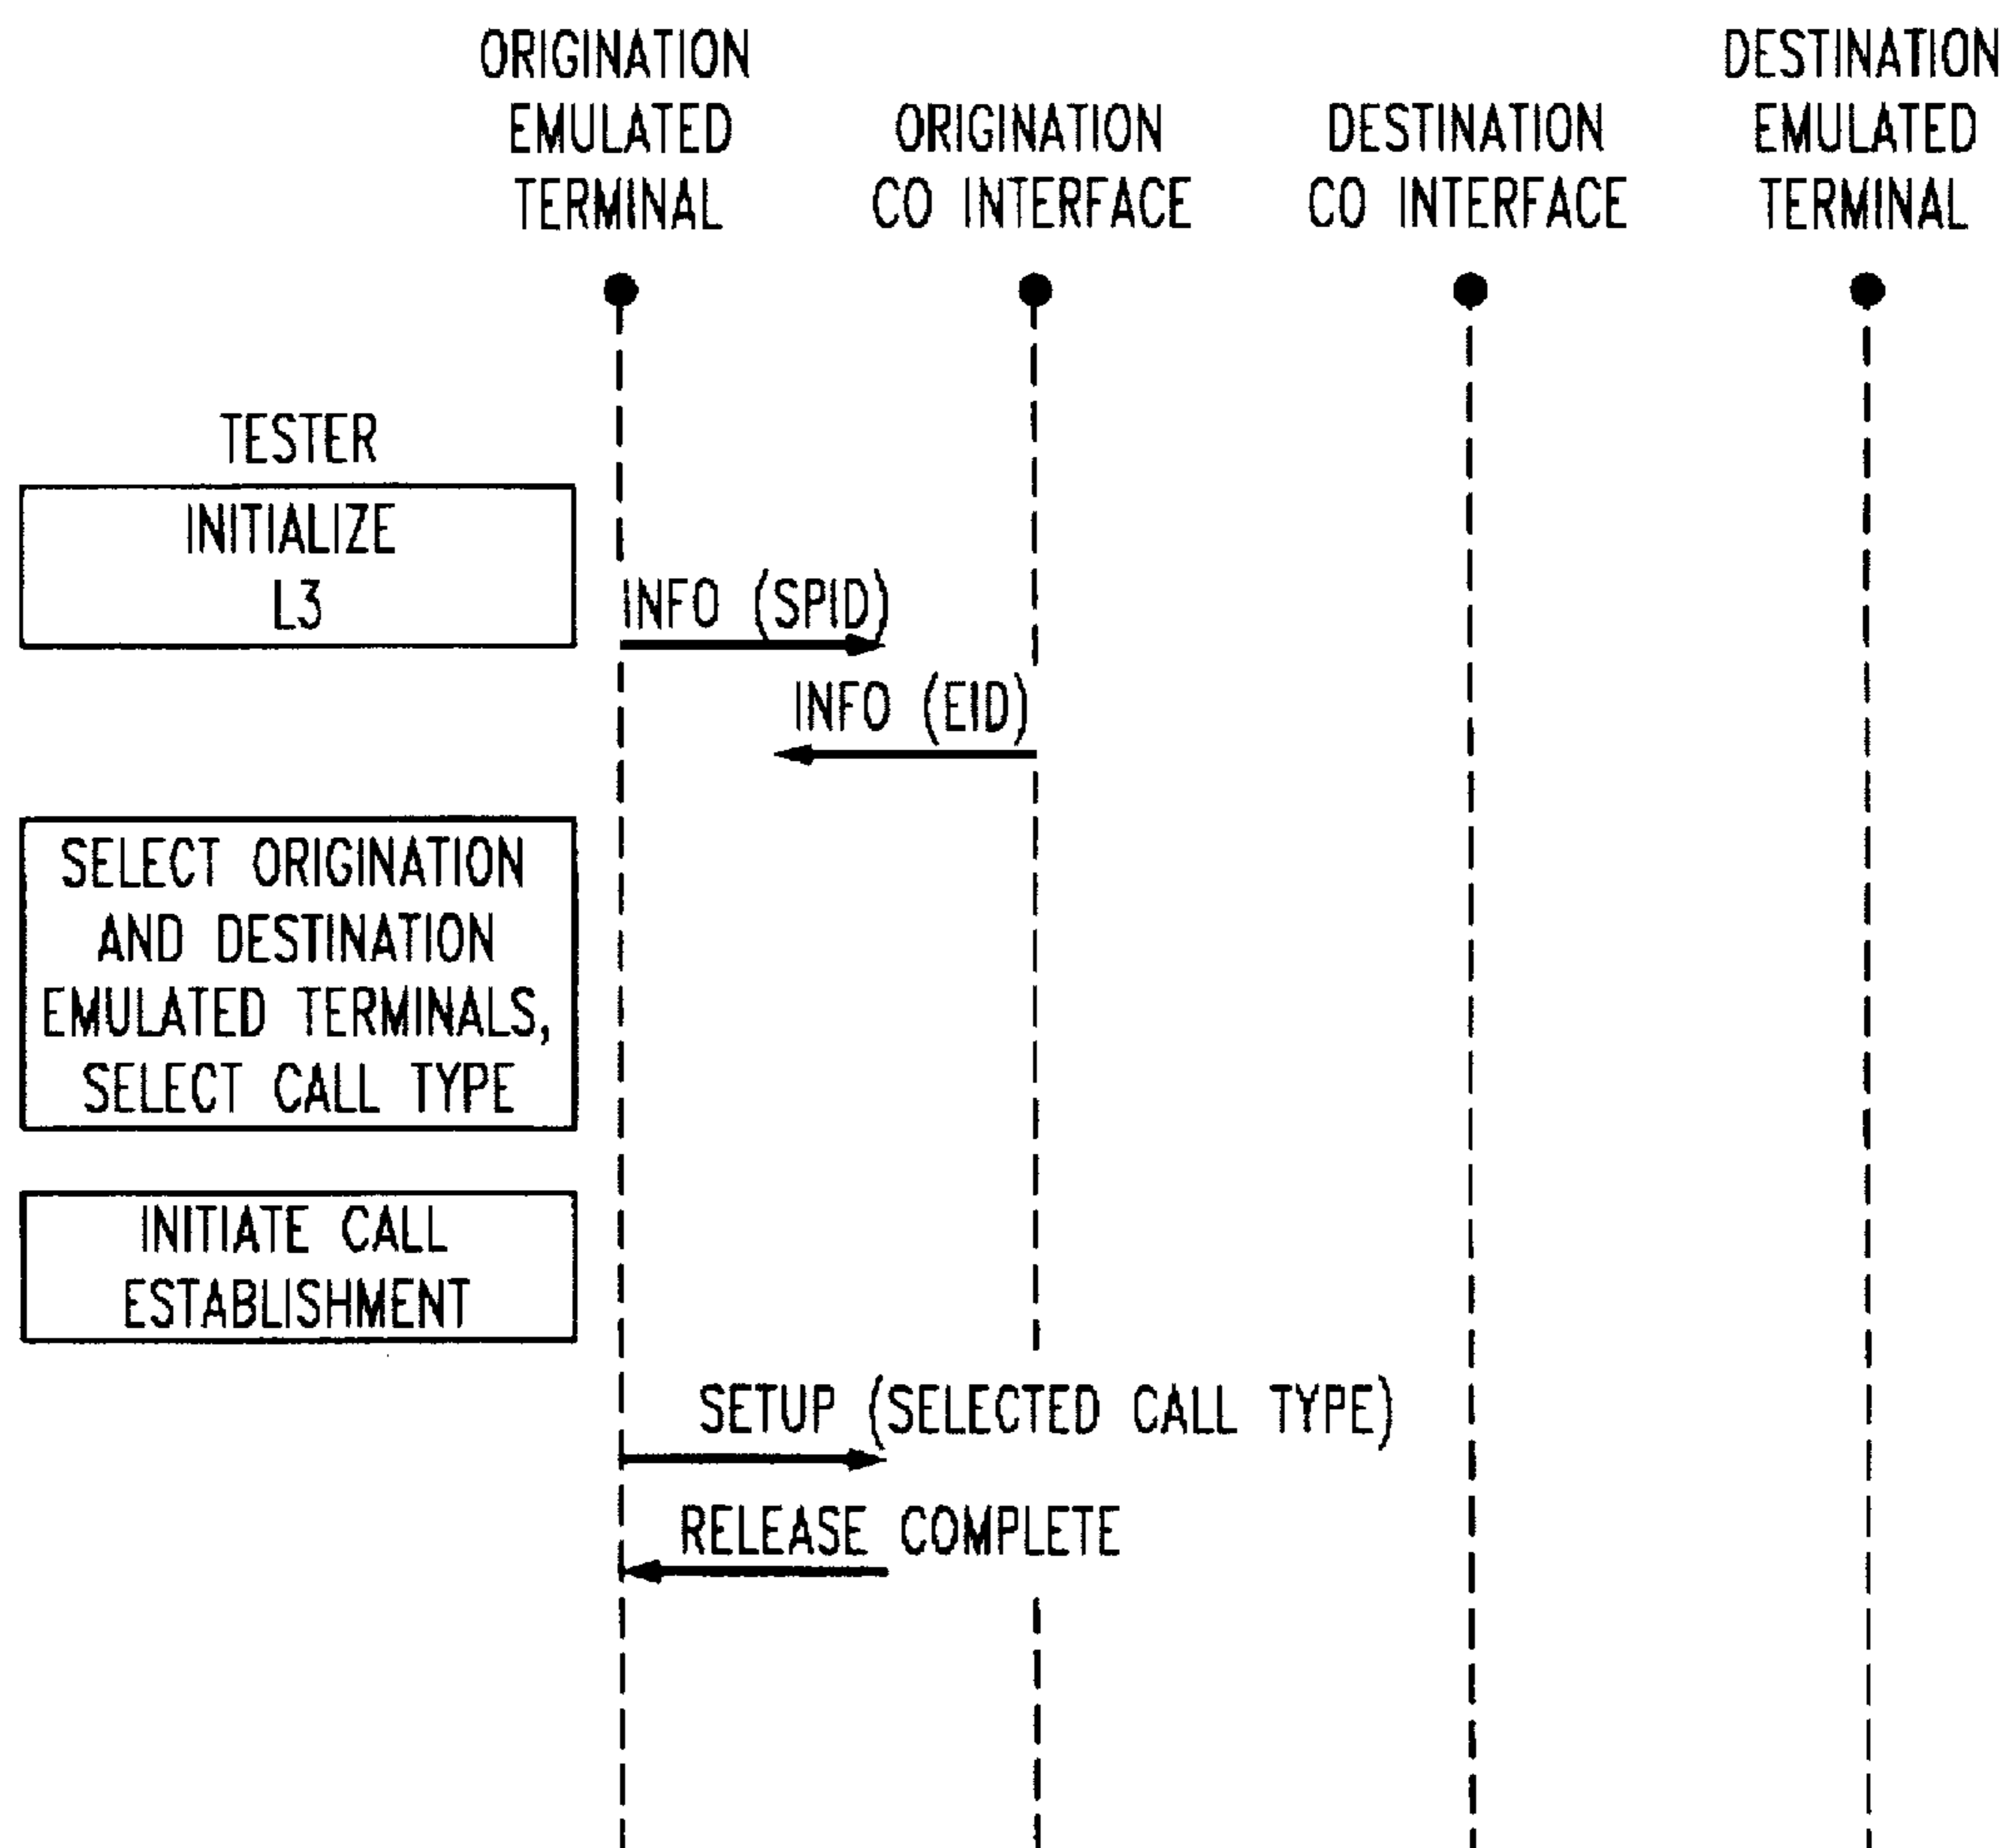 ORIGINATION
EMULATED
TERMINAL
ORIGINATION
CO INTERFACE
DESTINATION
CO INTERFACE
DESTINATION
EMULATED
TERMINAL
TESTER
INITIALIZE
L3
INFO (SPID)
INFO (EID)
SELECT ORIGINATION
AND DESTINATION
EMULATED TERMINALS,
SELECT CALL TYPE
INITIATE CALL
ESTABLISHMENT
SETUP (SELECTED CALL TYPE)
RELEASE COMPLETE